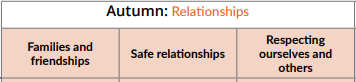 Autumn: Relationships
Families and
friendships
Safe relationships
Respecting
ourselves and
others